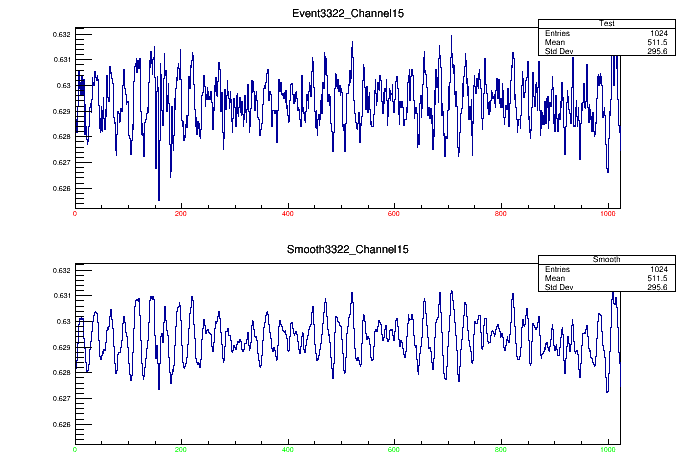 Event3322_Channel15
Test
Entries 1024
Mean 511.5
Std Dev 295.6
0.632
0.631
0.63
0.629
0.628
0.627
0.626
0 200 400 600 800 1000
Smooth3322_Channel15
Smooth
Entries 1024
Mean 511.5
Std Dev 295.6
0.632
0.631
0.63
0.629
0.628
0.627
0.626
0 200 400 600 800 1000